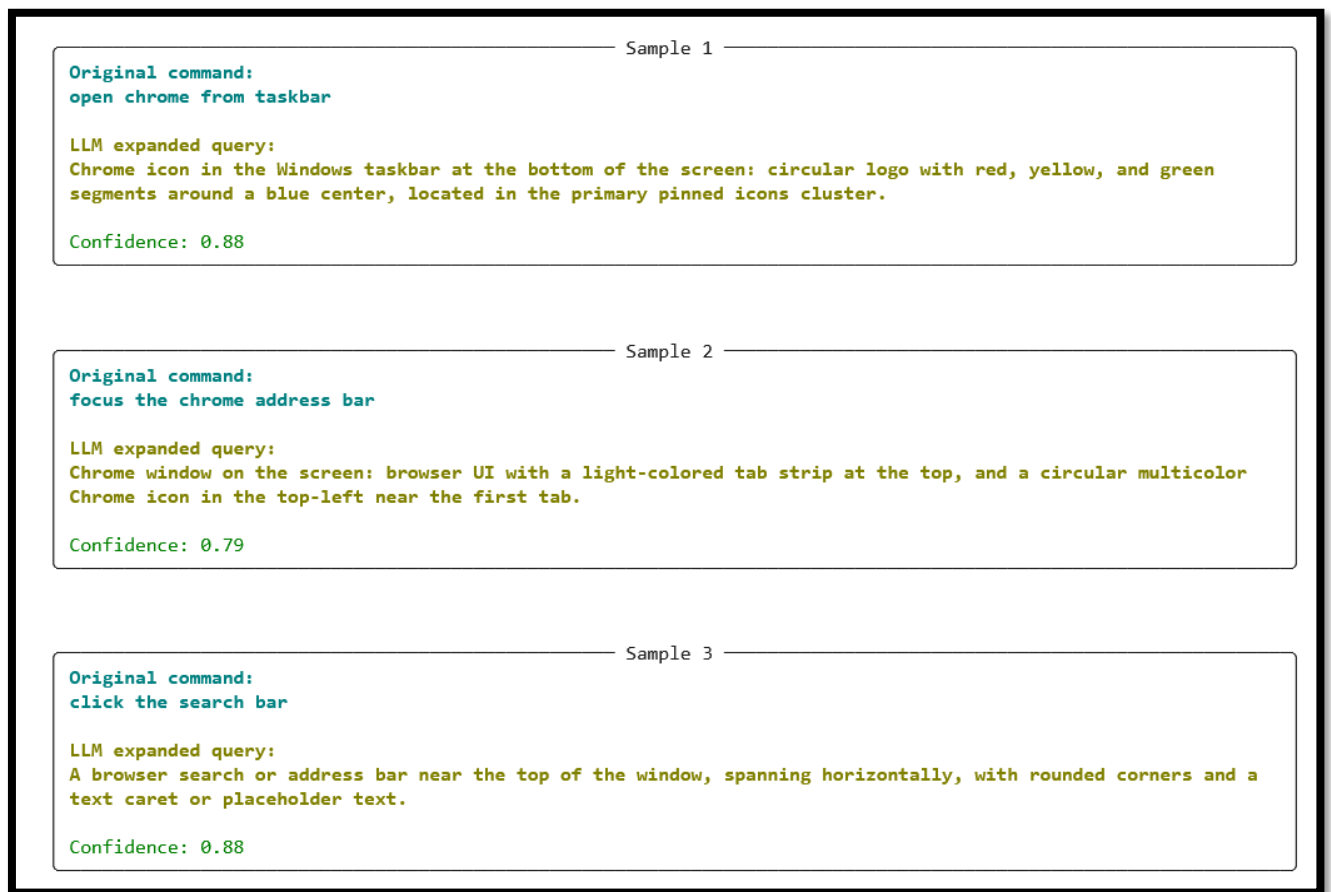 Sample 1
Original command:
open chrome from taskbar
LLM expanded query:
Chrome icon in the Windows taskbar at the bottom of the screen: circular logo with red, yellow, and green
segments around a blue center, located in the primary pinned icons cluster.
Confidence: 0.88
Sample 2
Original command:
focus the chrome address bar
LLM expanded query:
Chrome window on the screen: browser UI with a light-colored tab strip at the top, and a circular multicolor
Chrome icon in the top-left near the first tab.
Confidence: 0.79
Sample 3
Original command:
click the search bar
LLM expanded query:
A browser search or address bar near the top of the window, spanning horizontally, with rounded corners and a
text caret or placeholder text.
Confidence: 0.88